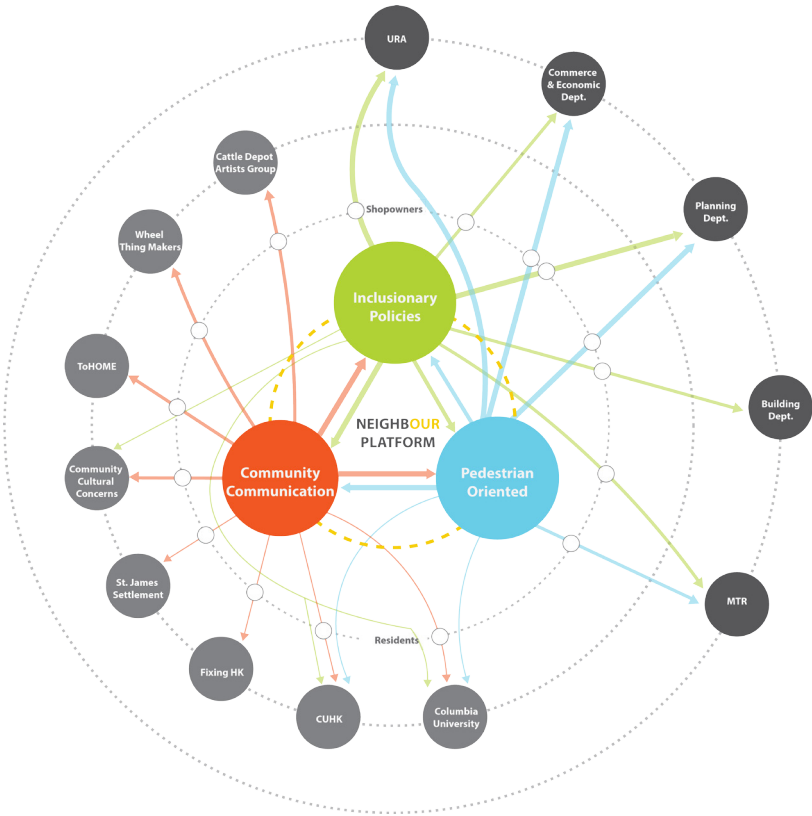 URA
Commerce
& Economic
Dept.
Cattle Depot
Artists Group
Planning
Dept.
Shopowners
Wheel
Thing Makers
Inclusionary
Policies
ToHOME
Building
Dept.
NEIGHBOUR
PLATFORM
Community
Cultural
Concerns
Community
Communication
Pedestrian
Oriented
St. James
Settlement
MTR
Residents
Fixing HK
CUHK
Columbia
University